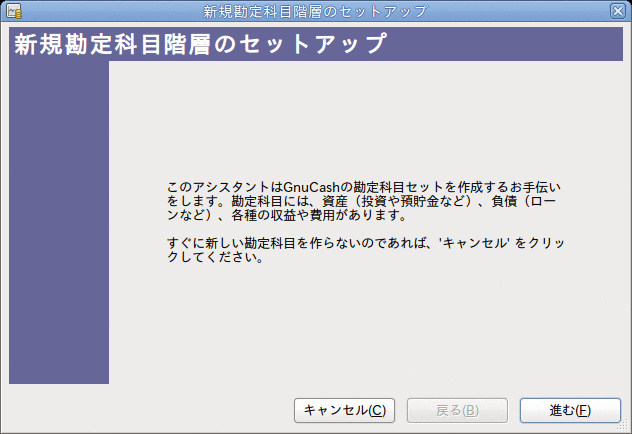 新規勘定科目階層のセットアップ
新規勘定科目階層のセットアップ
このアシスタントはGnuCashの勘定科目セットを作成するお手伝い
をします。勘定科目には、資産（投資や預貯金など）、負債（ロー
ンなど）、各種の収益や費用があります。
すぐに新しい勘定科目を作らないのであれば、'キャンセル' をクリッ
クしてください。
キャンセル(C) 戻る(B) 進む(F)